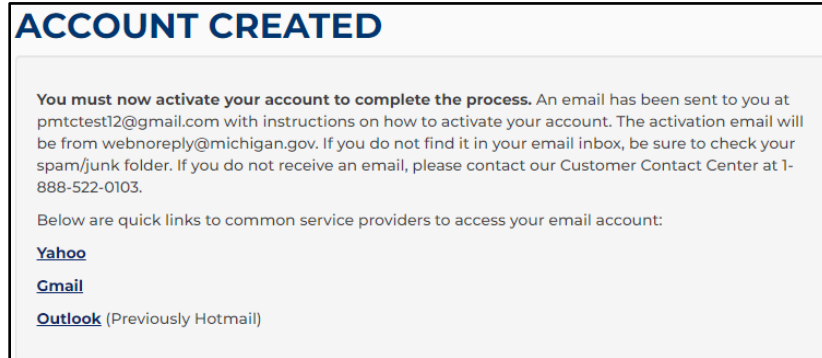 ACCOUNT CREATED
You must now activate your account to complete the process. An email has been sent to you at
pmtctest12@gmail.com with instructions on how to activate your account. The activation email will
be from webnoreply@michigan.gov. If you do not find it in your email inbox, be sure to check your
spam/junk folder. If you do not receive an email, please contact our Customer Contact Center at 1-
888-522-0103.
Below are quick links to common service providers to access your email account:
Yahoo
Gmail
Outlook (Previously Hotmail)